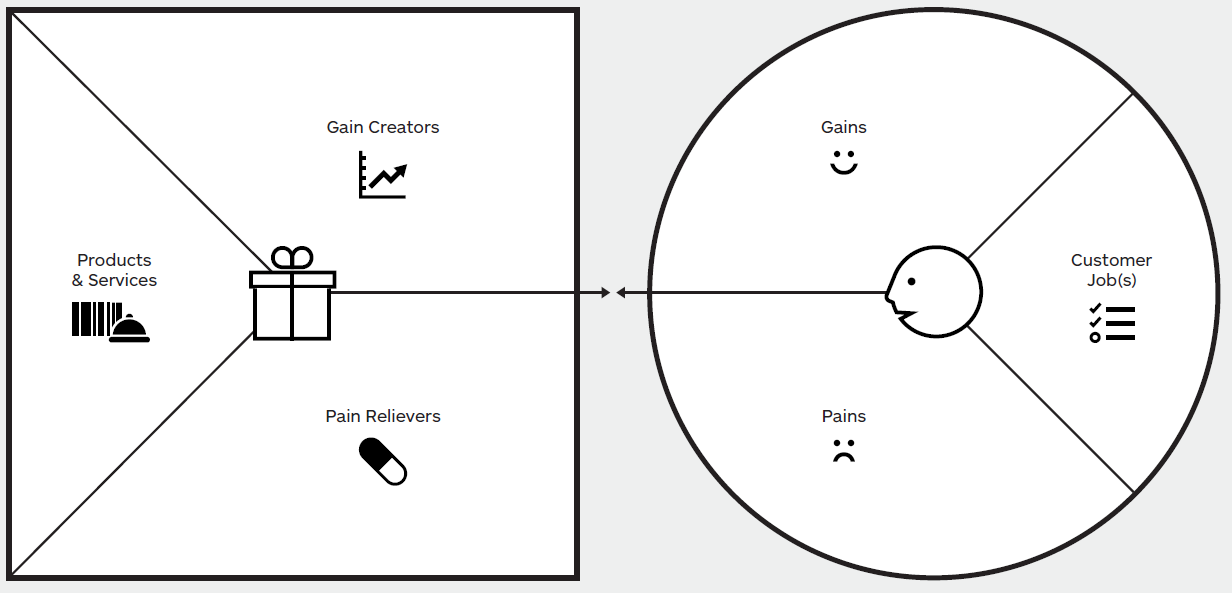 Gain Creators
Products
& Services
Pain Relievers
Gains
Customer
Job(s)
Pains